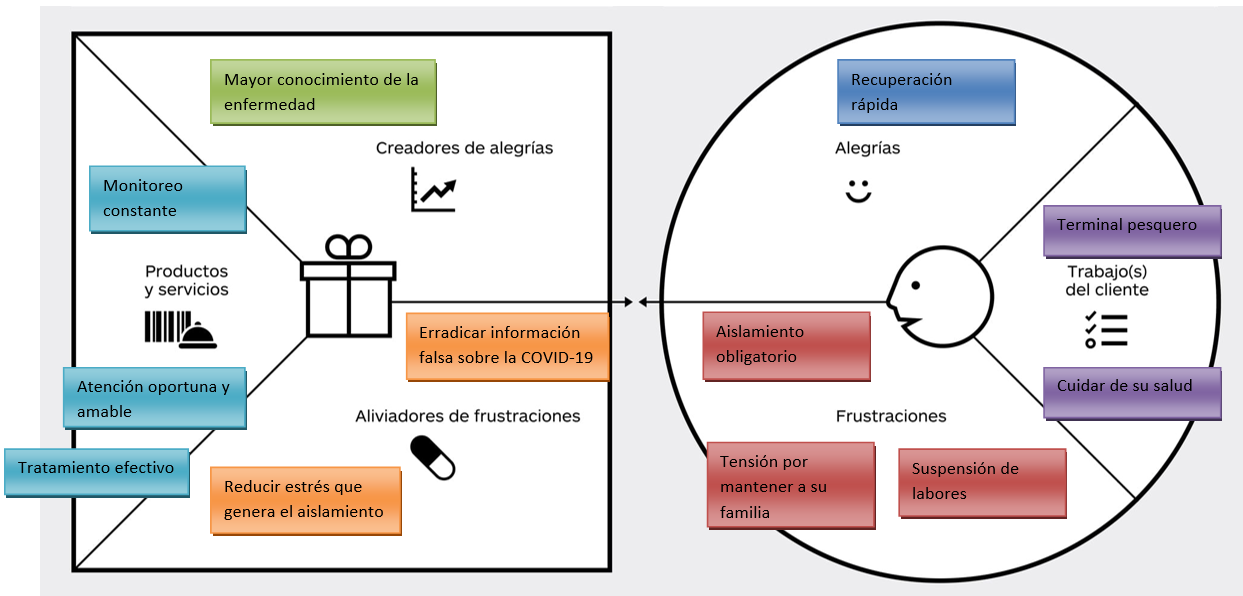 Mayor conocimiento de la
enfermedad
Creadores de alegrías
Monitoreo
constante
Productos
y servicios
Erradicar información
falsa sobre la COVID-19
Atención oportuna y
amable
Aliviadores de frustraciones
Tratamiento efectivo
Reducir estrés que
genera el aislamiento
Recuperación
rápida
Alegrías
Terminal pesquero
Trabajo(s)
del cliente
Aislamiento
obligatorio
Cuidar de su salud
Frustraciones
Tensión por
mantener a su
familia
Suspensión de
labores